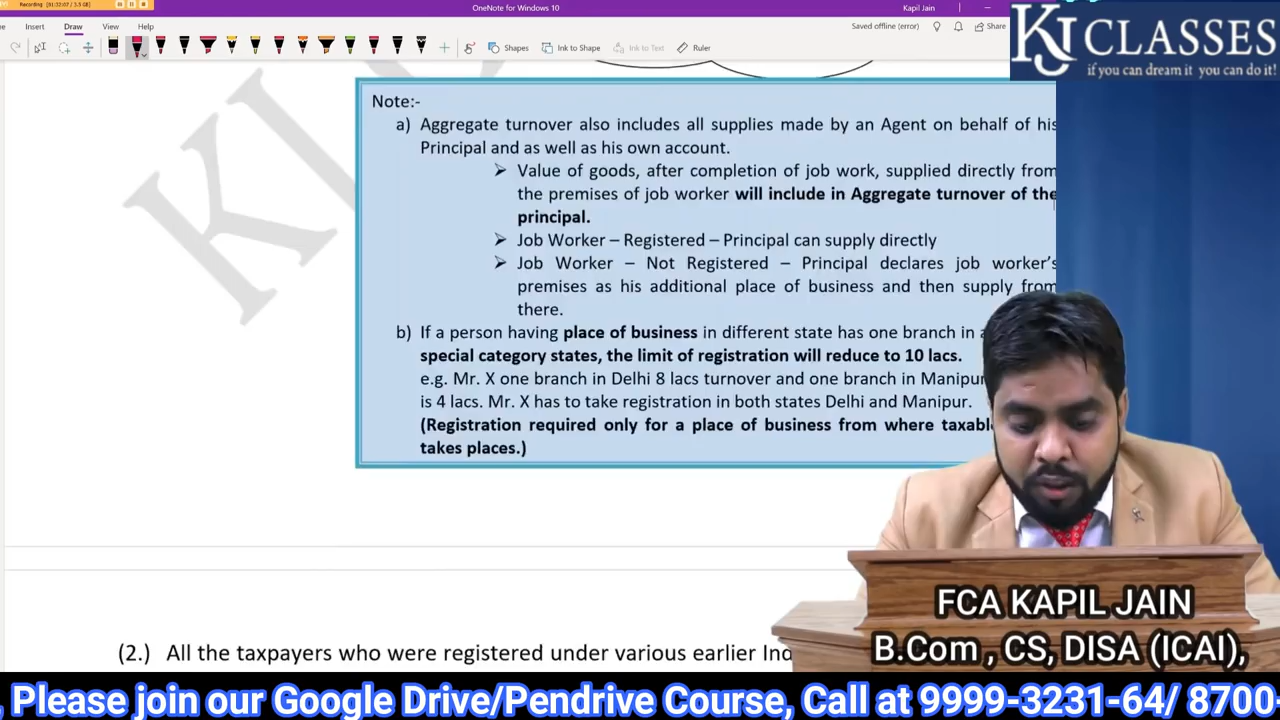 Recording [01:32:07 / 3.5 GB]
OneNote for Windows 10
Kapil Jain
Insert Draw View Help
Saved offline (error) Share
Shapes Ink to Shape Ink to Text Ruler
KJ CLASSES
if you can dream it you can do it!
Note:-
a) Aggregate turnover also includes all supplies made by an Agent on behalf of his
Principal and as well as his own account.
➢ Value of goods, after completion of job work, supplied directly from
the premises of job worker will include in Aggregate turnover of the
principal.
➢ Job Worker – Registered – Principal can supply directly
➢ Job Worker – Not Registered – Principal declares job worker's
premises as his additional place of business and then supply from
there.
b) If a person having place of business in different state has one branch in
special category states, the limit of registration will reduce to 10 lacs.
e.g. Mr. X one branch in Delhi 8 lacs turnover and one branch in Manipur
is 4 lacs. Mr. X has to take registration in both states Delhi and Manipur.
(Registration required only for a place of business from where
takes places.)
(2.) All the taxpayers who were registered under various earlier
FCA KAPIL JAIN
B.Com , CS, DISA (ICAI),
, Please join our Google Drive/Pendrive Course, Call at 9999-3231-64/ 8700-